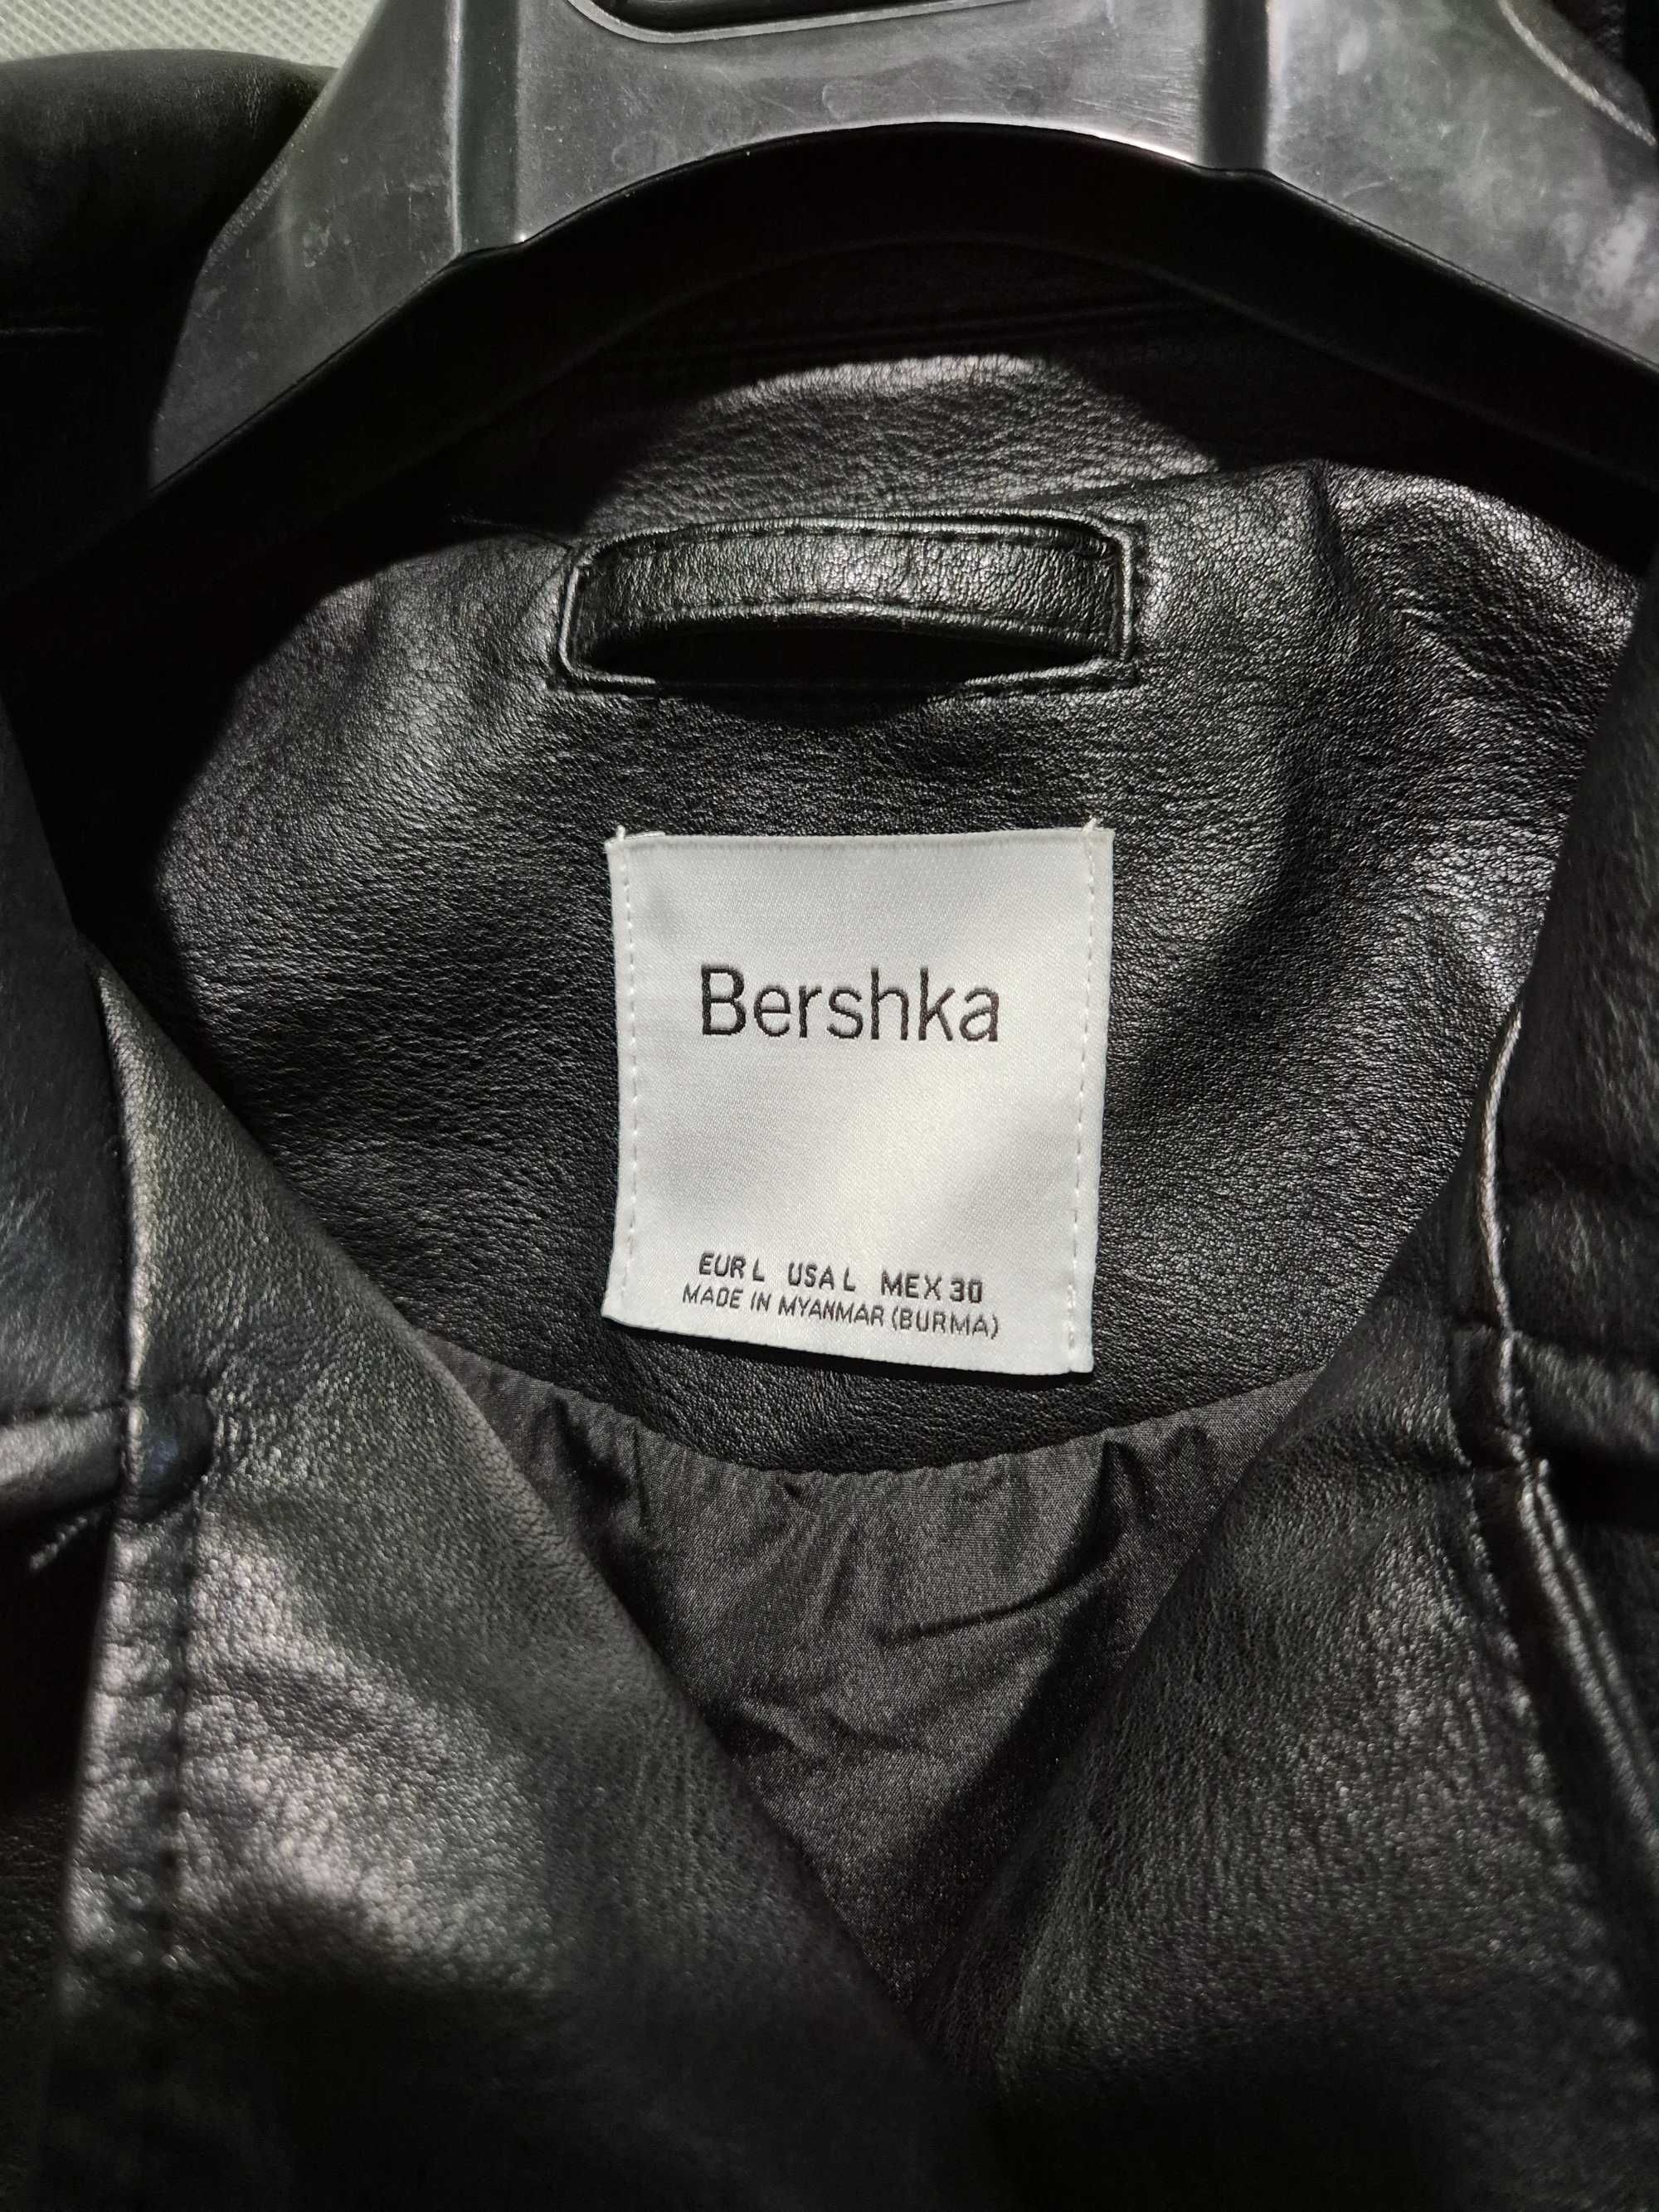 Bershka
EUR L USA L MEX 30
MADE IN MYANMAR (BURMA)